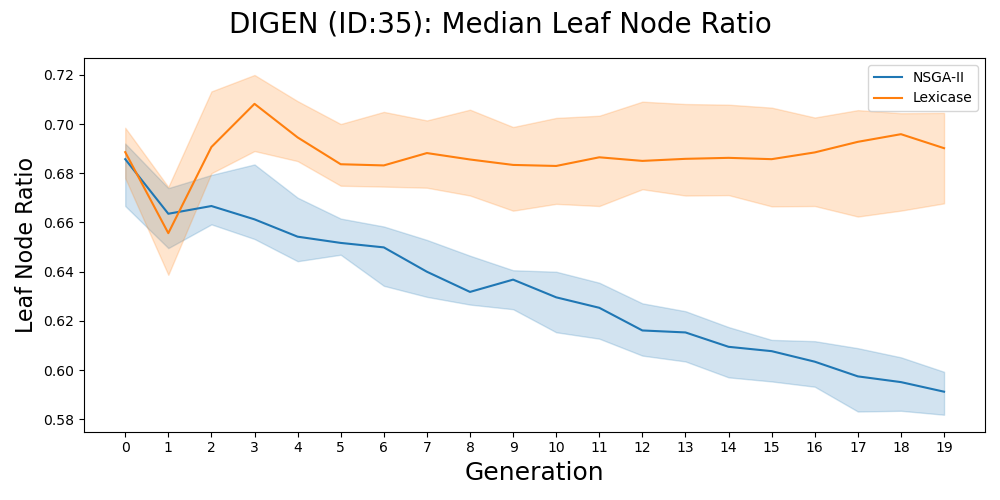 DIGEN (ID:35): Median Leaf Node Ratio
NSGA-II
Lexicase
Leaf Node Ratio
0.72
0.70
0.68
0.66
0.64
0.62
0.60
0.58
0 1 2 3 4 5 6 7 8 9 10 11 12 13 14 15 16 17 18 19
Generation